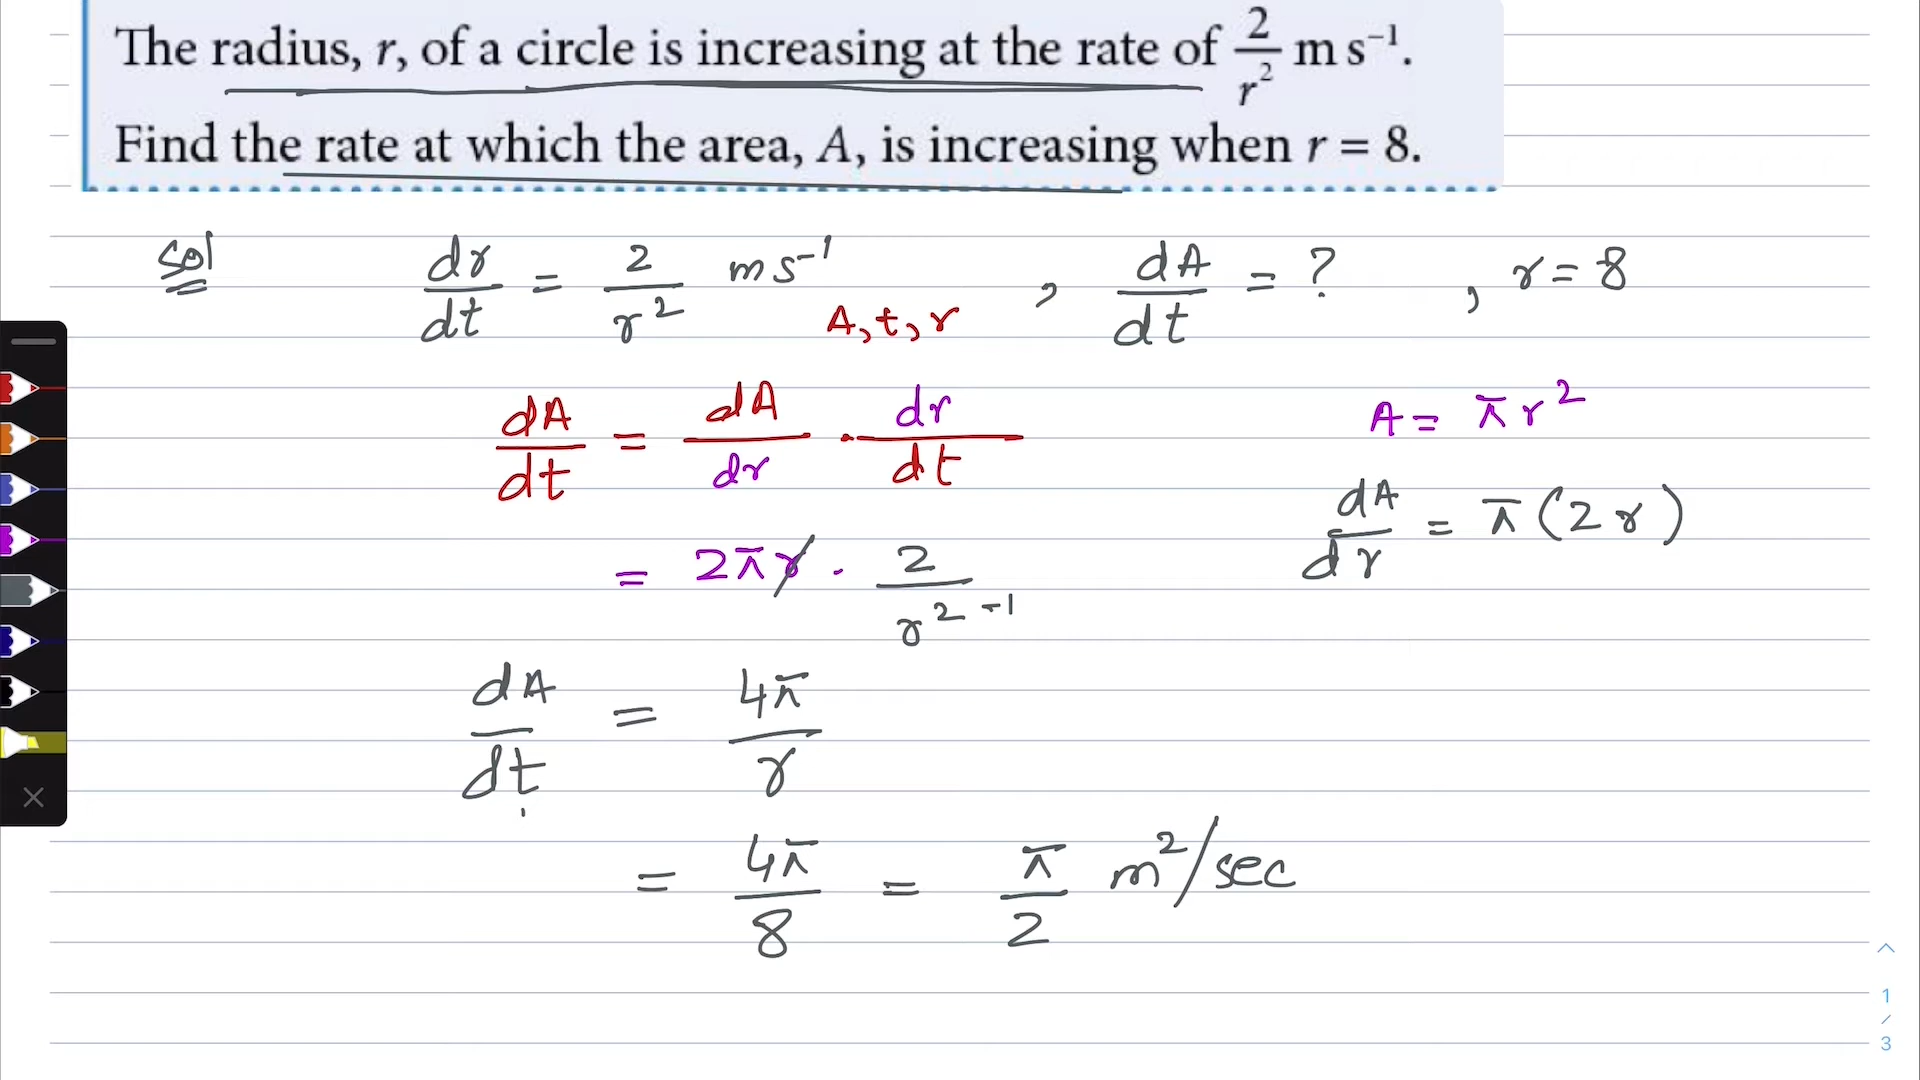 The radius, r, of a circle is increasing at the rate of 2/r² m s⁻¹.
Find the rate at which the area, A, is increasing when r = 8.
sol dr/dt = 2/r² ms⁻¹ , dA/dt = ? , r = 8
A, t, r
dA/dt = dA/dr · dr/dt
A = πr²
dA/dr = π(2r)
= 2πr · 2/r² ⁻¹
dA/dt = 4π/r
= 4π/8 = π/2 m²/sec
1
/
3